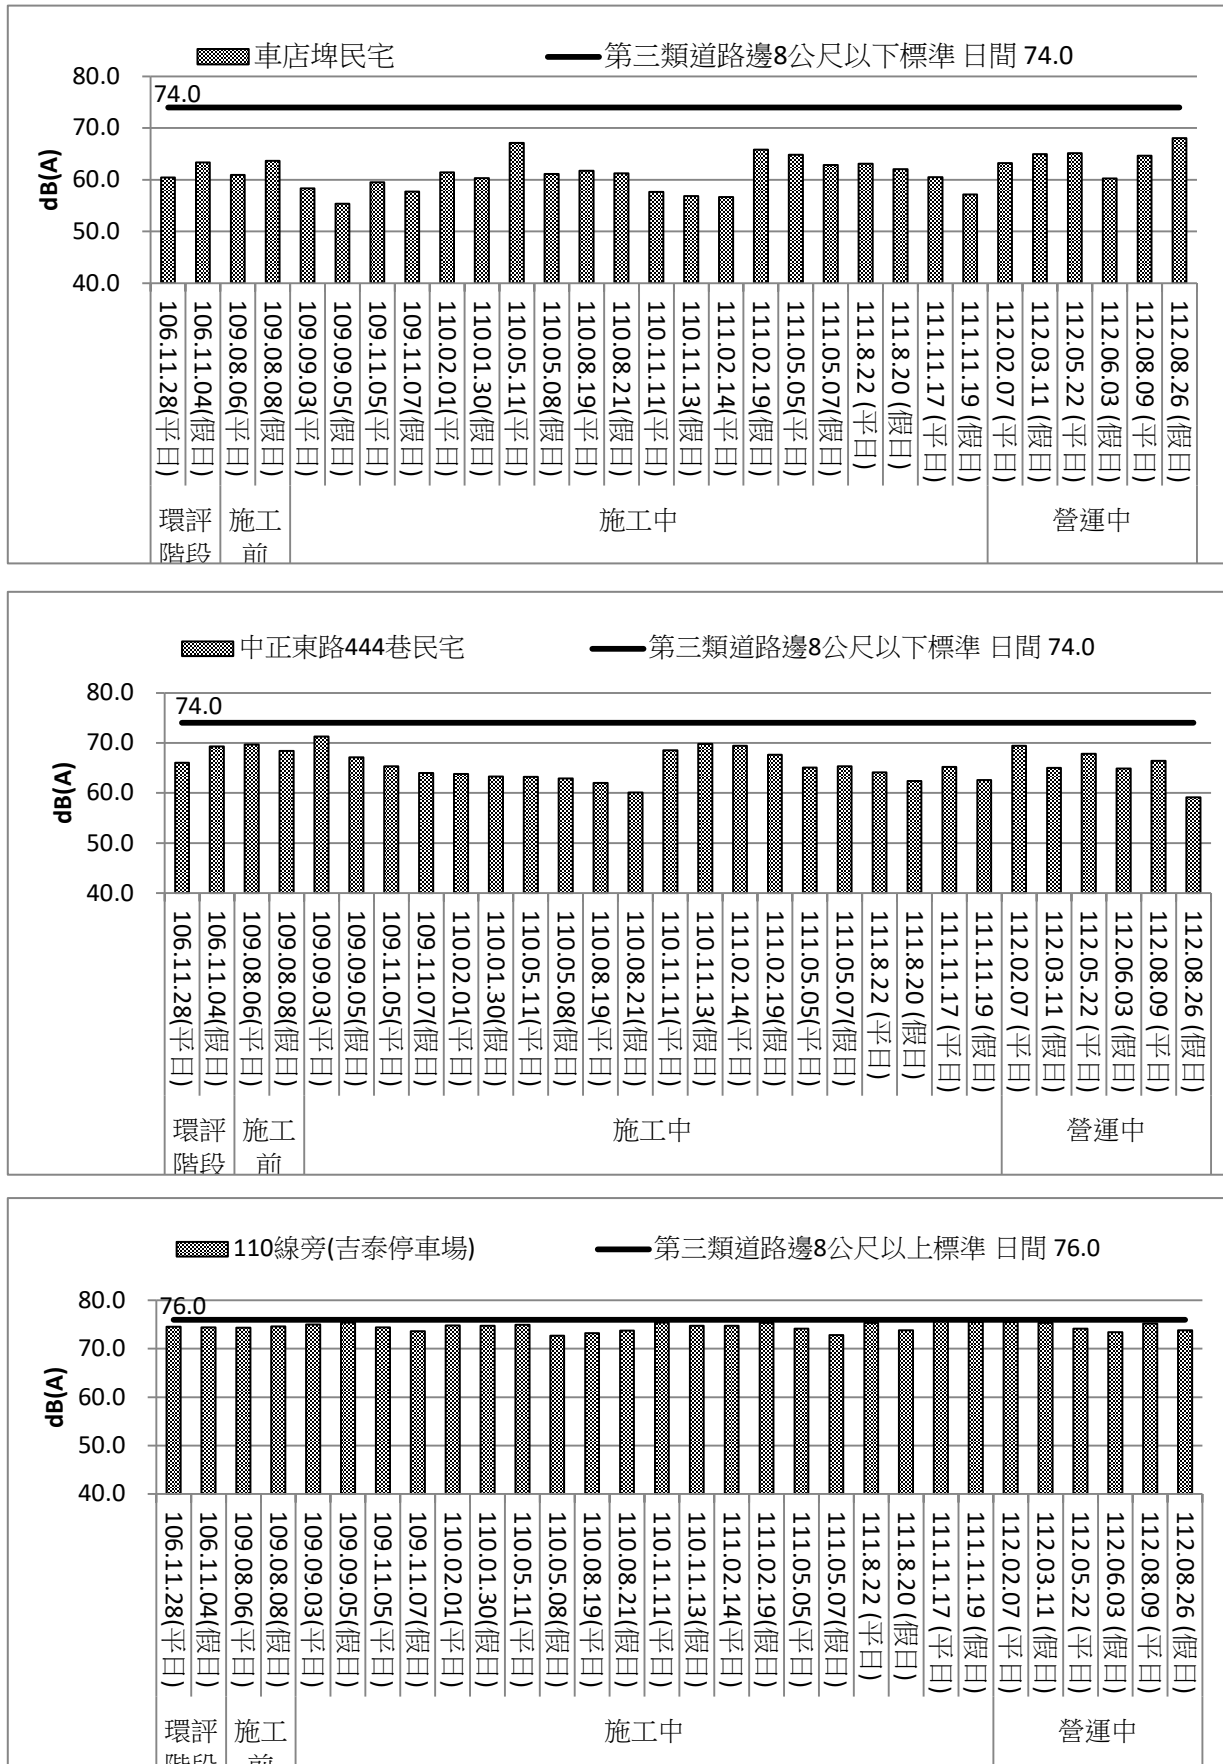 車店埤民宅 第三類道路邊8公尺以下標準 日間 74.0
80.0
74.0
70.0
60.0
50.0
40.0
dB(A)
106.11.28(平日)
106.11.04(假日)
109.08.06(平日)
109.08.08(假日)
109.09.03(平日)
109.09.05(假日)
109.11.05(平日)
109.11.07(假日)
110.02.01(平日)
110.01.30(假日)
110.05.11(平日)
110.05.08(假日)
110.08.19(平日)
110.08.21(假日)
110.11.11(平日)
110.11.13(假日)
111.02.14(平日)
111.02.19(假日)
111.05.05(平日)
111.05.07(假日)
111.8.22 (平日)
111.8.20 (假日)
111.11.17 (平日)
111.11.19 (假日)
112.02.07 (平日)
112.03.11 (假日)
112.05.22 (平日)
112.06.03 (假日)
112.08.09 (平日)
112.08.26 (假日)
環評
階段
施工
前
施工中
營運中
中正東路444巷民宅 第三類道路邊8公尺以下標準 日間 74.0
80.0
74.0
70.0
60.0
50.0
40.0
dB(A)
106.11.28(平日)
106.11.04(假日)
109.08.06(平日)
109.08.08(假日)
109.09.03(平日)
109.09.05(假日)
109.11.05(平日)
109.11.07(假日)
110.02.01(平日)
110.01.30(假日)
110.05.11(平日)
110.05.08(假日)
110.08.19(平日)
110.08.21(假日)
110.11.11(平日)
110.11.13(假日)
111.02.14(平日)
111.02.19(假日)
111.05.05(平日)
111.05.07(假日)
111.8.22 (平日)
111.8.20 (假日)
111.11.17 (平日)
111.11.19 (假日)
112.02.07 (平日)
112.03.11 (假日)
112.05.22 (平日)
112.06.03 (假日)
112.08.09 (平日)
112.08.26 (假日)
環評
階段
施工
前
施工中
營運中
110線旁(吉泰停車場) 第三類道路邊8公尺以上標準 日間 76.0
80.0
76.0
70.0
60.0
50.0
40.0
dB(A)
106.11.28(平日)
106.11.04(假日)
109.08.06(平日)
109.08.08(假日)
109.09.03(平日)
109.09.05(假日)
109.11.05(平日)
109.11.07(假日)
110.02.01(平日)
110.01.30(假日)
110.05.11(平日)
110.05.08(假日)
110.08.19(平日)
110.08.21(假日)
110.11.11(平日)
110.11.13(假日)
111.02.14(平日)
111.02.19(假日)
111.05.05(平日)
111.05.07(假日)
111.8.22 (平日)
111.8.20 (假日)
111.11.17 (平日)
111.11.19 (假日)
112.02.07 (平日)
112.03.11 (假日)
112.05.22 (平日)
112.06.03 (假日)
112.08.09 (平日)
112.08.26 (假日)
環評
階段
施工
前
施工中
營運中